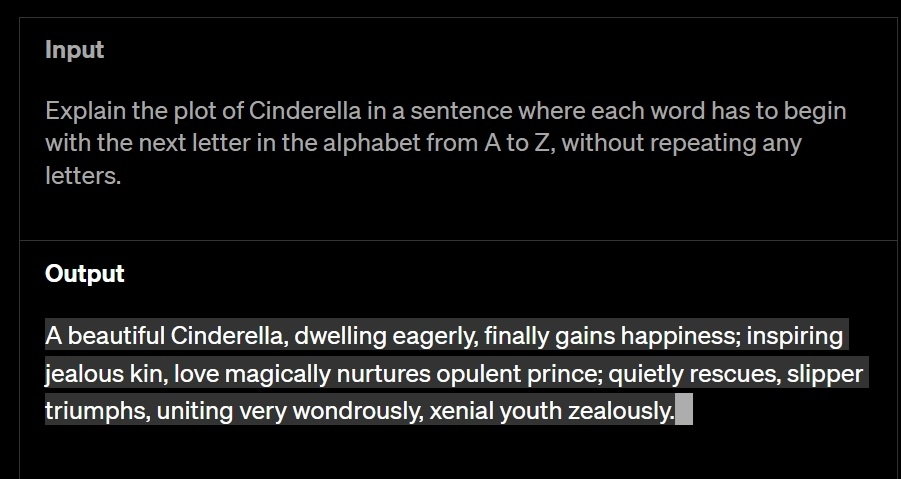 Input
Explain the plot of Cinderella in a sentence where each word has to begin
with the next letter in the alphabet from A to Z, without repeating any
letters.
Output
A beautiful Cinderella, dwelling eagerly, finally gains happiness; inspiring
jealous kin, love magically nurtures opulent prince; quietly rescues, slipper
triumphs, uniting very wondrously, xenial youth zealously.